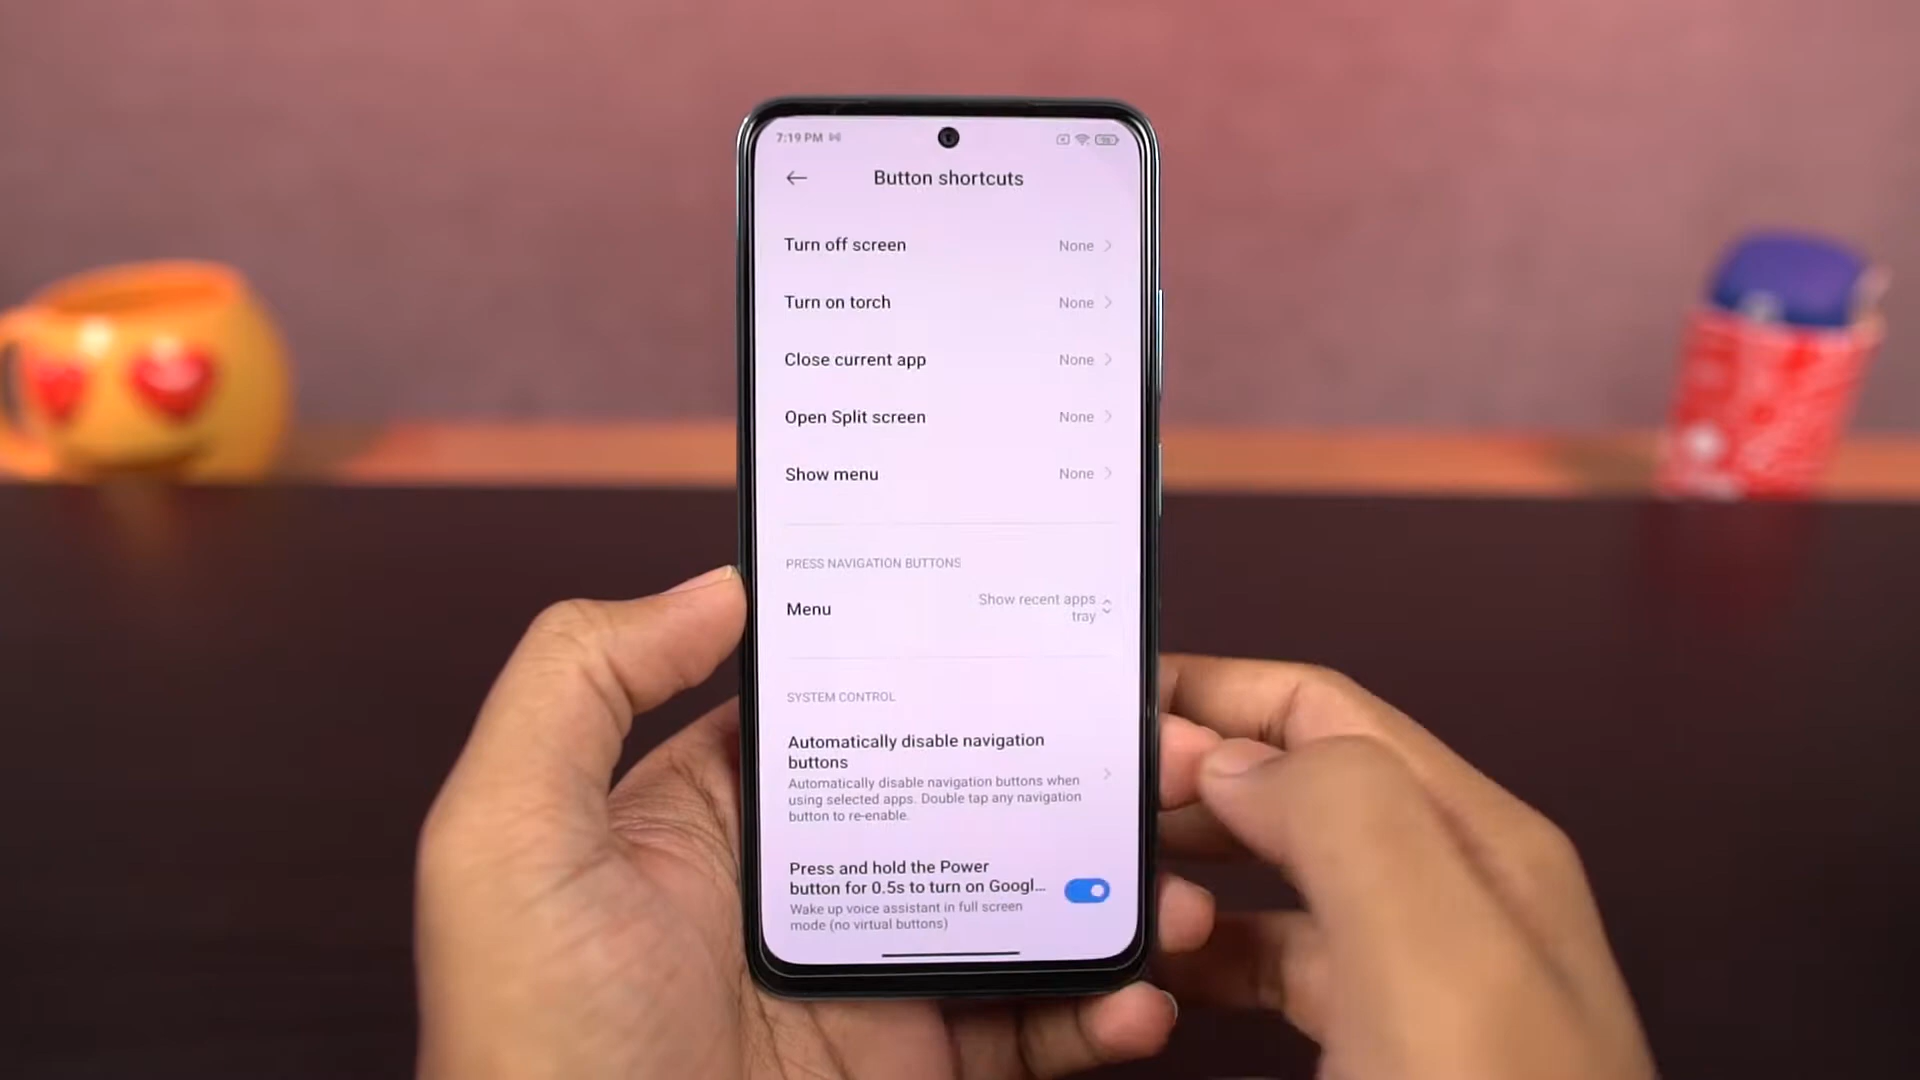 7:19 PM
Button shortcuts
Turn off screen None
Turn on torch None
Close current app None
Open Split screen None
Show menu None
PRESS NAVIGATION BUTTONS
Menu
Show recent apps
tray
SYSTEM CONTROL
Automatically disable navigation
buttons
Automatically disable navigation buttons when
using selected apps. Double tap any navigation
button to re-enable.
Press and hold the Power
button for 0.5s to turn on Googl...
Wake up voice assistant in full screen
mode (no virtual buttons)